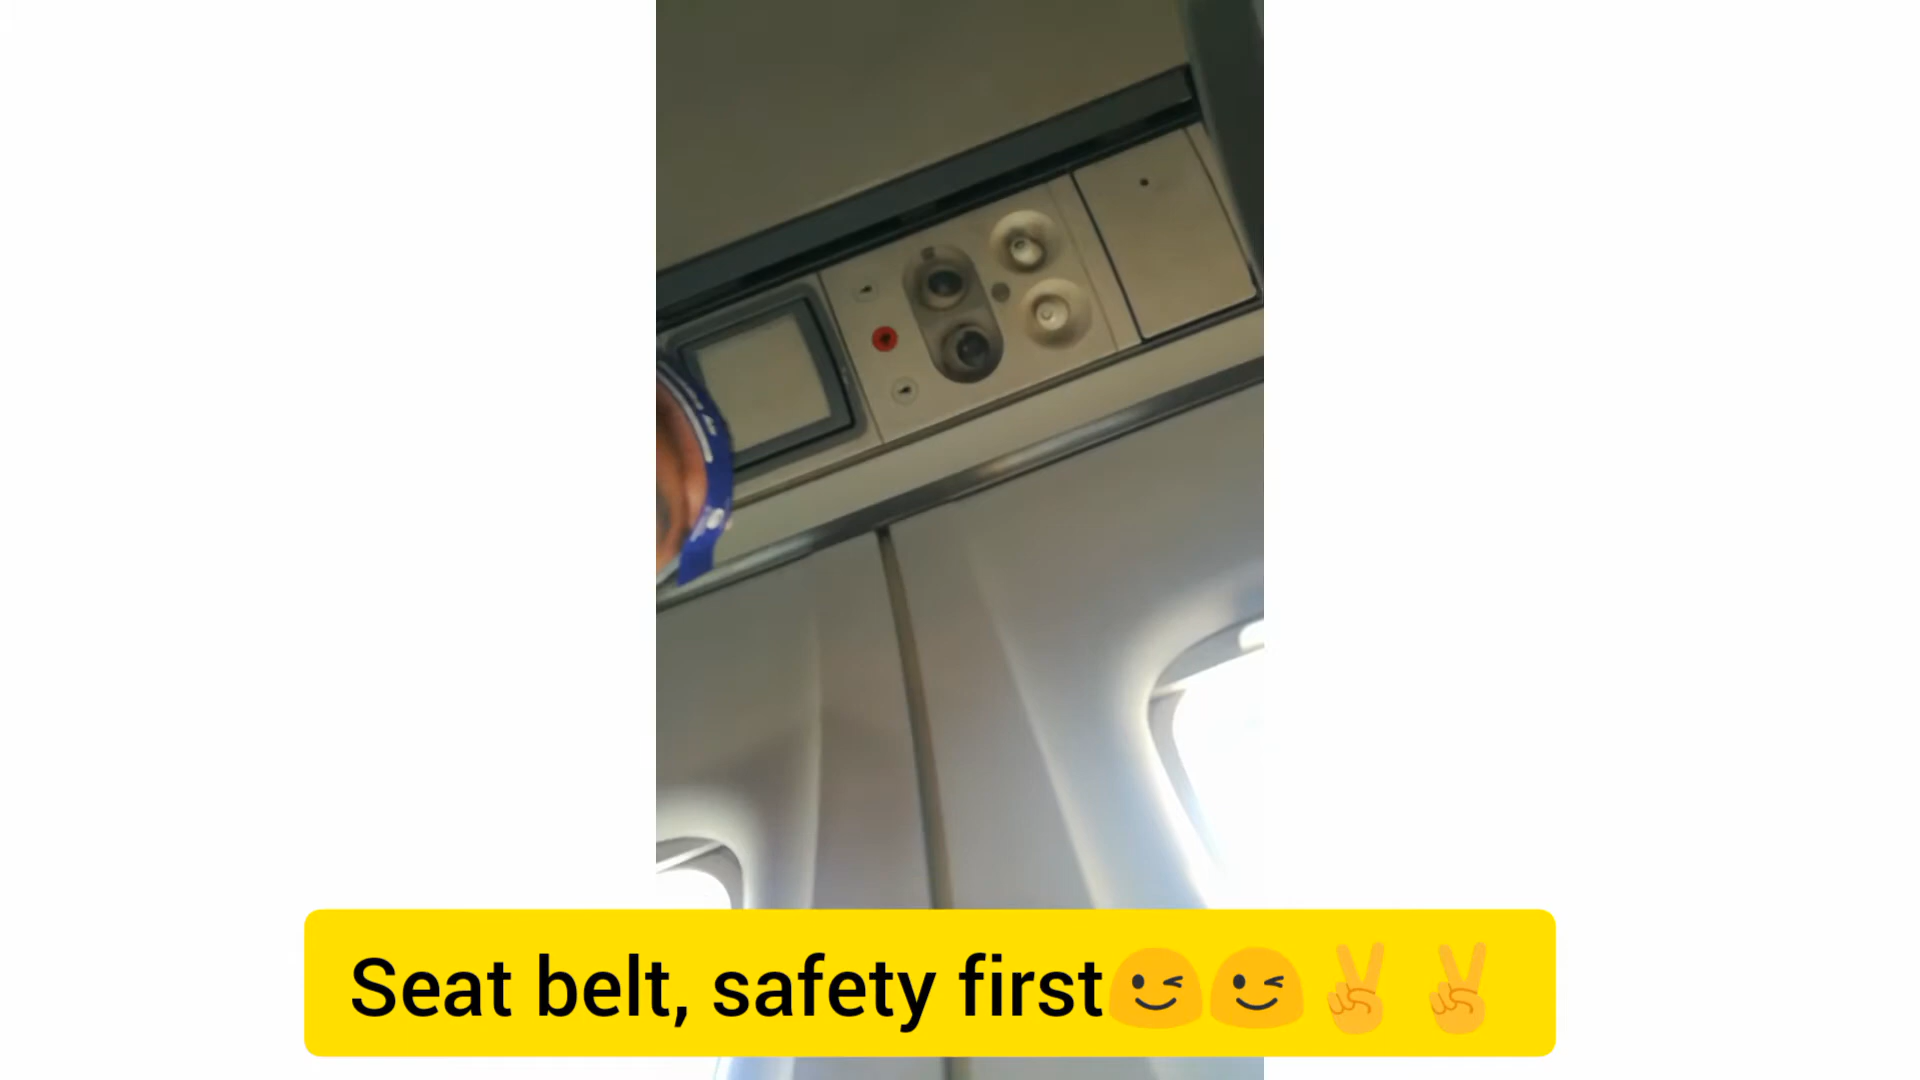 Seat belt, safety first😉😉✌✌